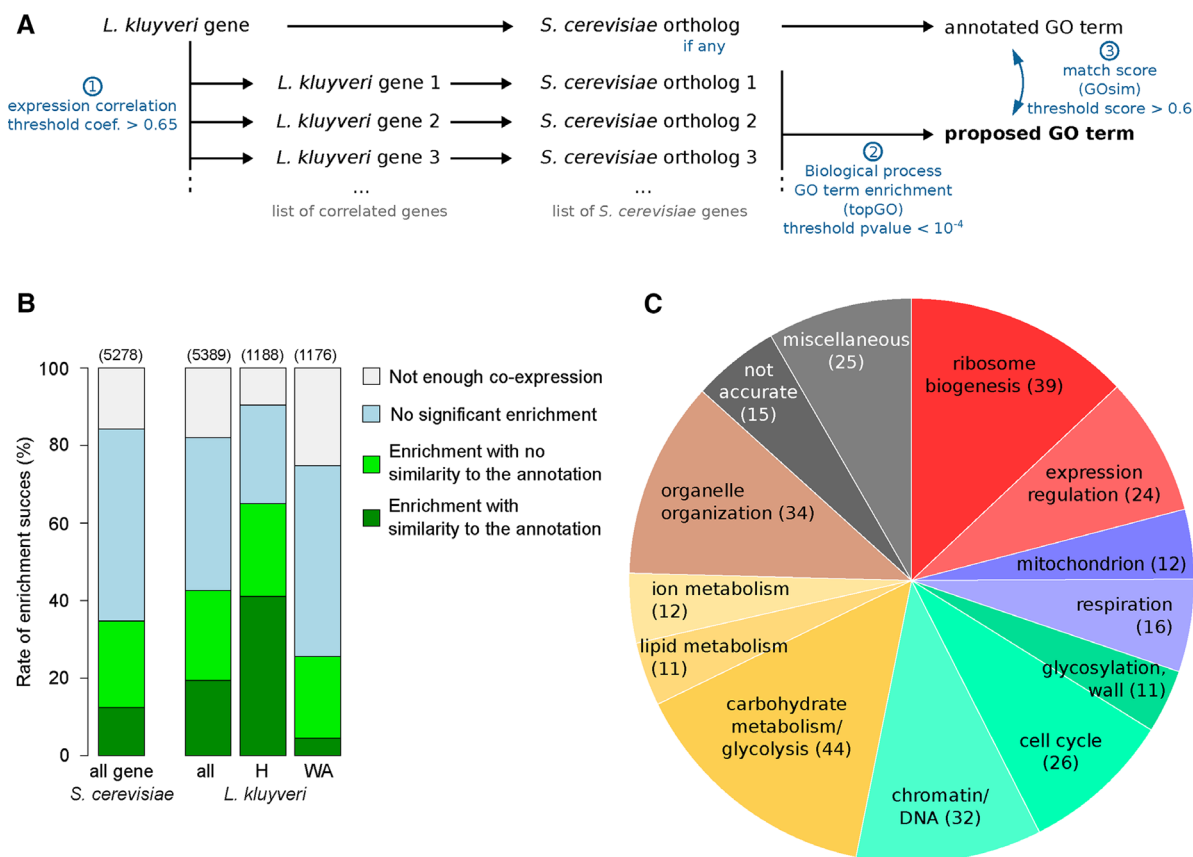 A
L. kluyveri gene
S. cerevisiae ortholog
if any
annotated GO term
1
expression correlation
threshold coef. > 0.65
L. kluyveri gene 1
L. kluyveri gene 2
L. kluyveri gene 3
...
list of correlated genes
S. cerevisiae ortholog 1
S. cerevisiae ortholog 2
S. cerevisiae ortholog 3
...
list of S. cerevisiae genes
3
match score
(GOsim)
threshold score > 0.6
proposed GO term
2
Biological process
GO term enrichment
(topGO)
threshold pvalue < 10⁻⁴
B
Rate of enrichment succes (%)
100
80
60
40
20
0
(5278)
(5389)
(1188)
(1176)
all gene
S. cerevisiae
all
H
WA
L. kluyveri
Not enough co-expression
No significant enrichment
Enrichment with no
similarity to the annotation
Enrichment with
similarity to the annotation
C
ribosome
biogenesis (39)
expression
regulation (24)
mitochondrion (12)
respiration
(16)
glycosylation,
wall (11)
cell cycle
(26)
chromatin/
DNA (32)
carbohydrate
metabolism/
glycolysis (44)
lipid metabolism
(11)
ion metabolism
(12)
organelle
organization (34)
not
accurate
(15)
miscellaneous
(25)